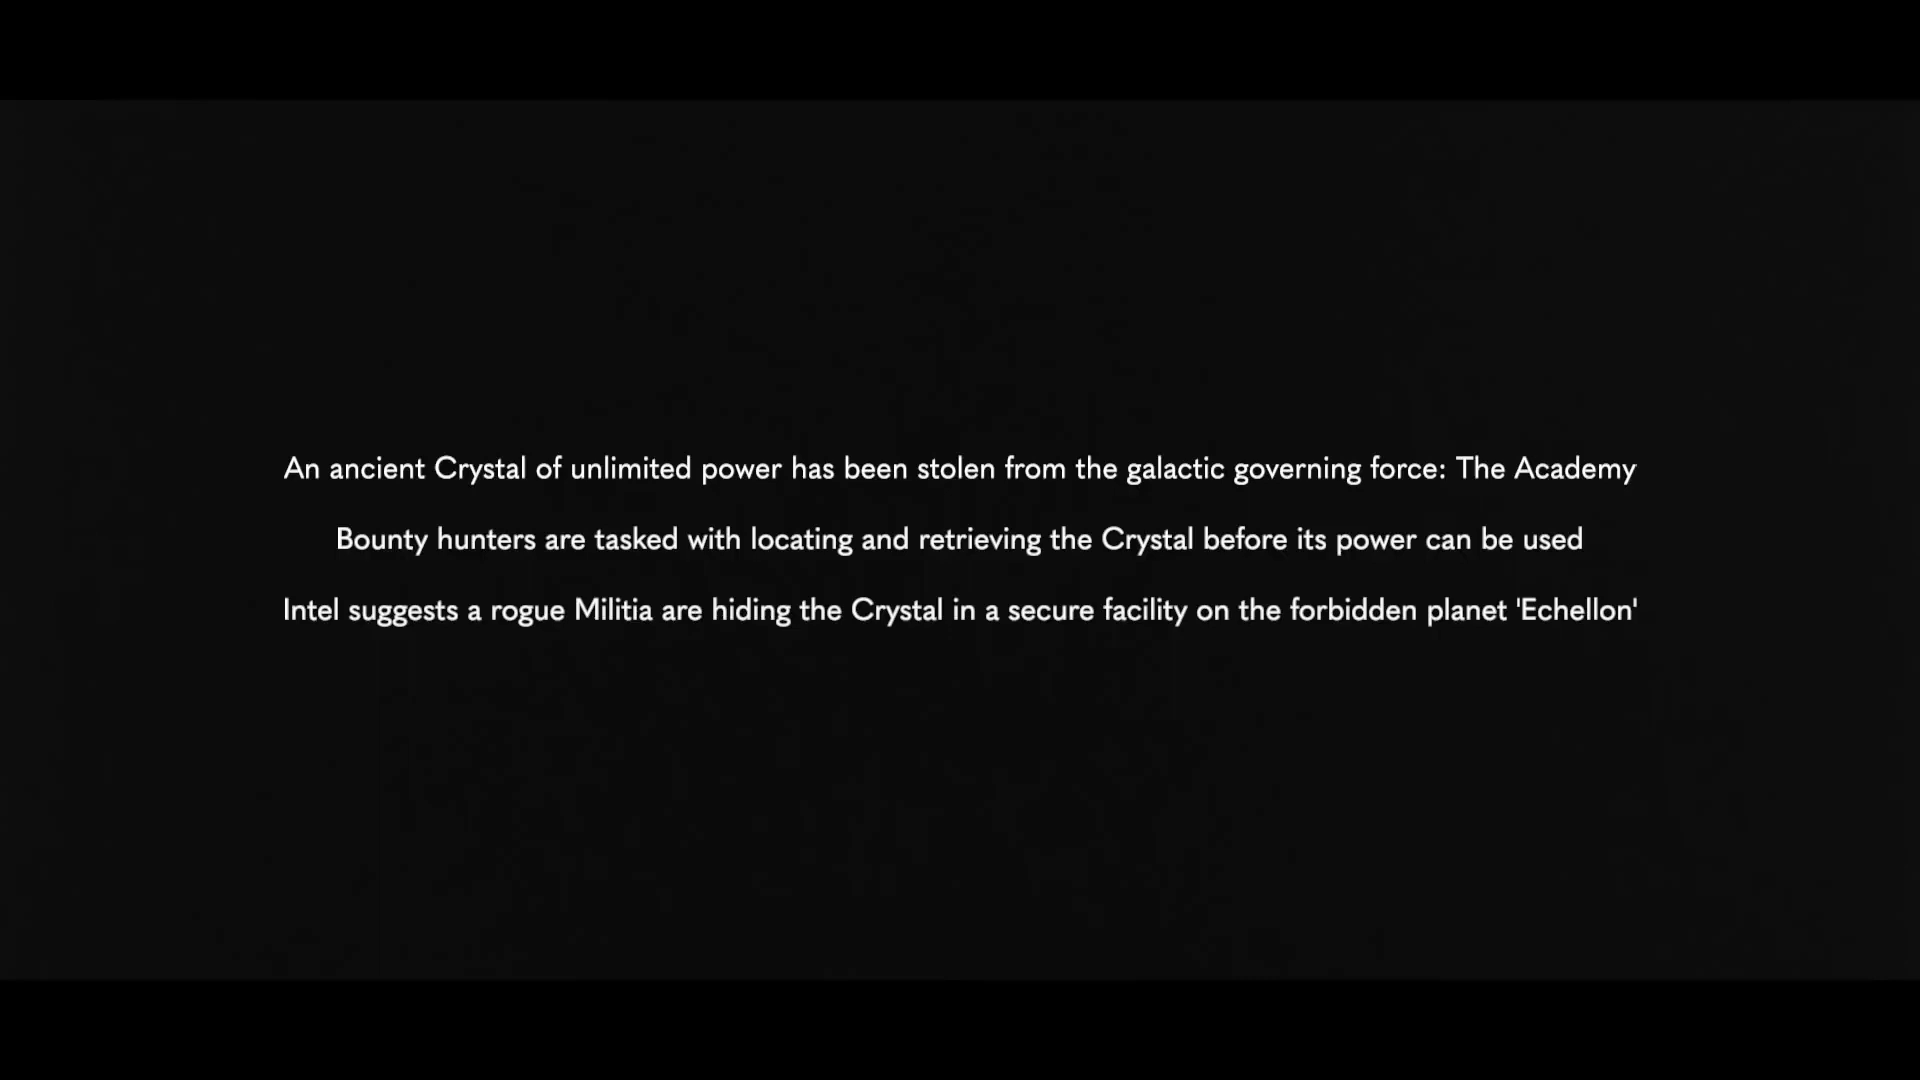 An ancient Crystal of unlimited power has been stolen from the galactic governing force: The Academy
Bounty hunters are tasked with locating and retrieving the Crystal before its power can be used
Intel suggests a rogue Militia are hiding the Crystal in a secure facility on the forbidden planet 'Echellon'